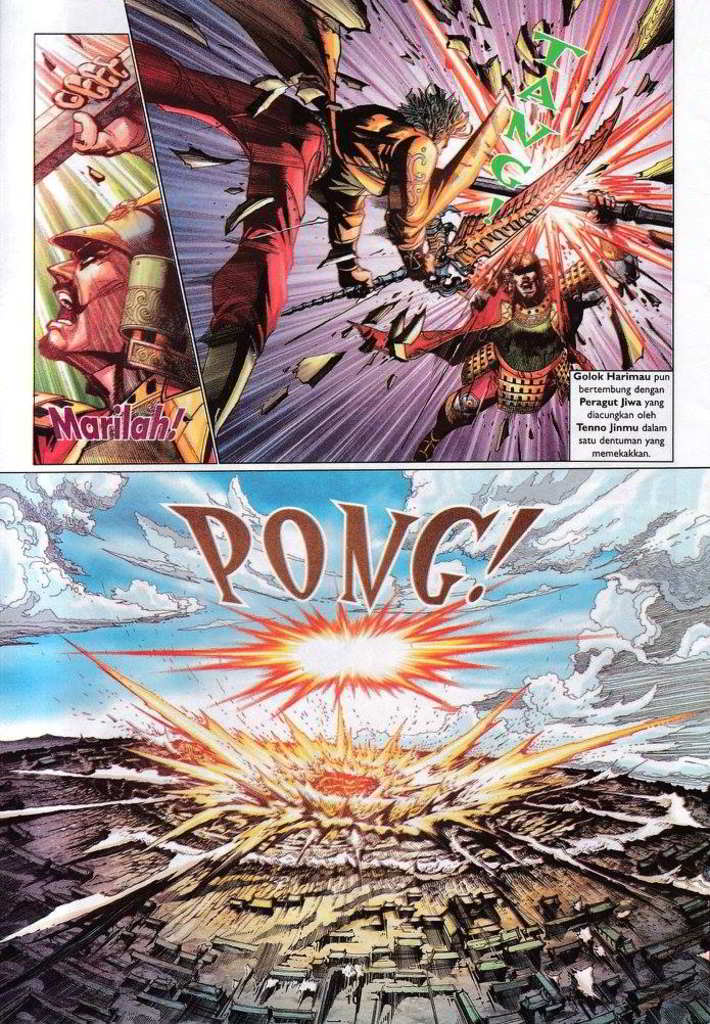 Marilah!
TANG!
Golok Harimau pun
bertembung dengan
Peragut Jiwa yang
diacungkan oleh
Tenno Jinmu dalam
satu dentuman yang
memekakkan.
PONG!